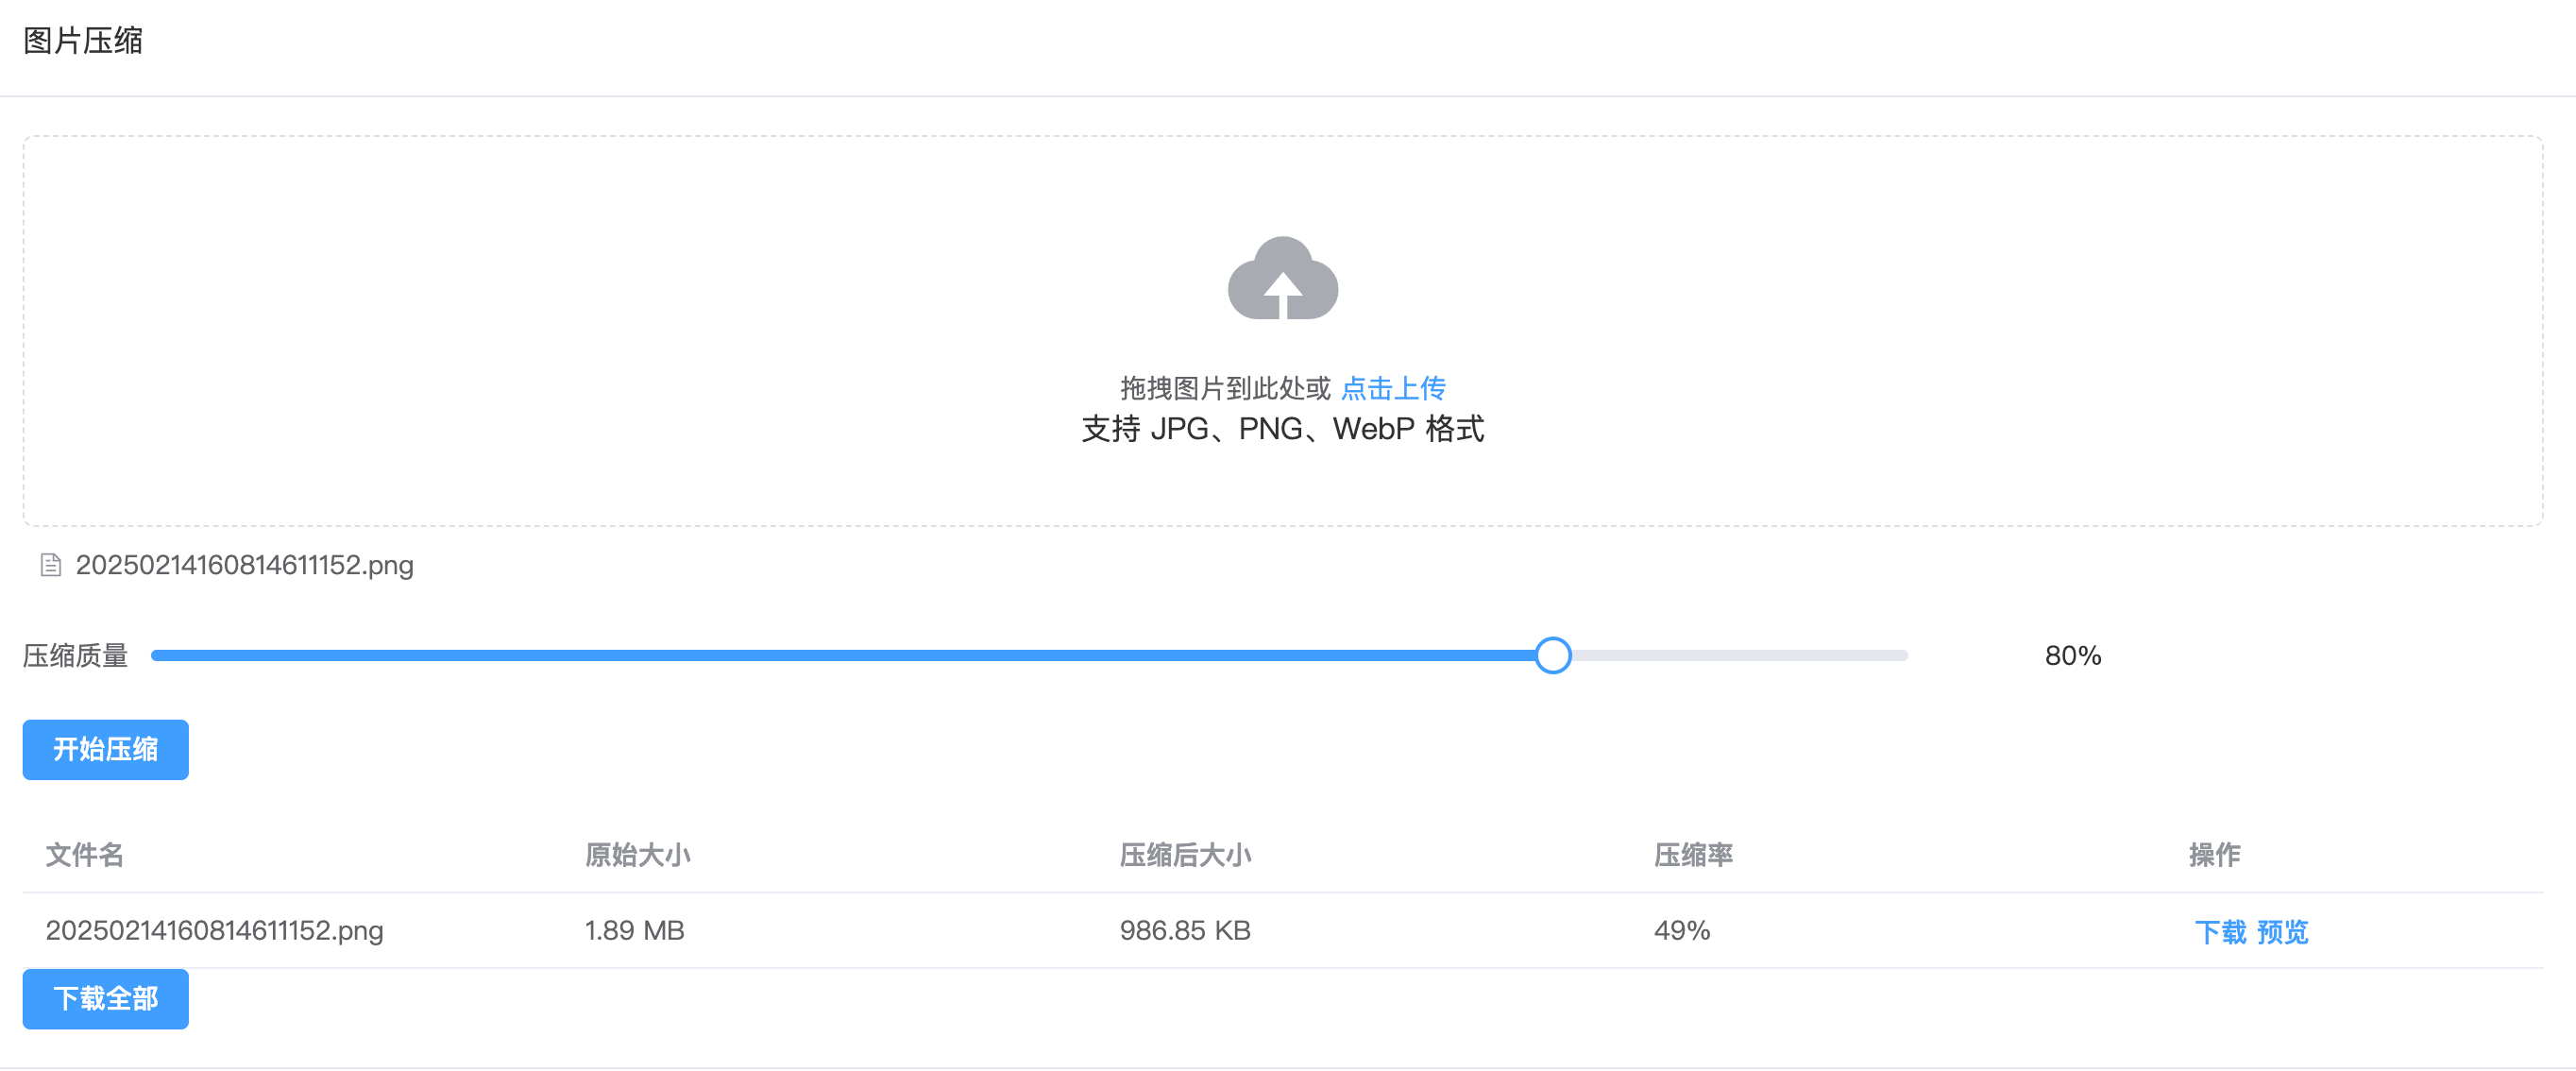 图片压缩
拖拽图片到此处或 点击上传
支持 JPG、PNG、WebP 格式
20250214160814611152.png
压缩质量 80%
开始压缩
文件名 原始大小 压缩后大小 压缩率 操作
20250214160814611152.png 1.89 MB 986.85 KB 49% 下载 预览
下载全部